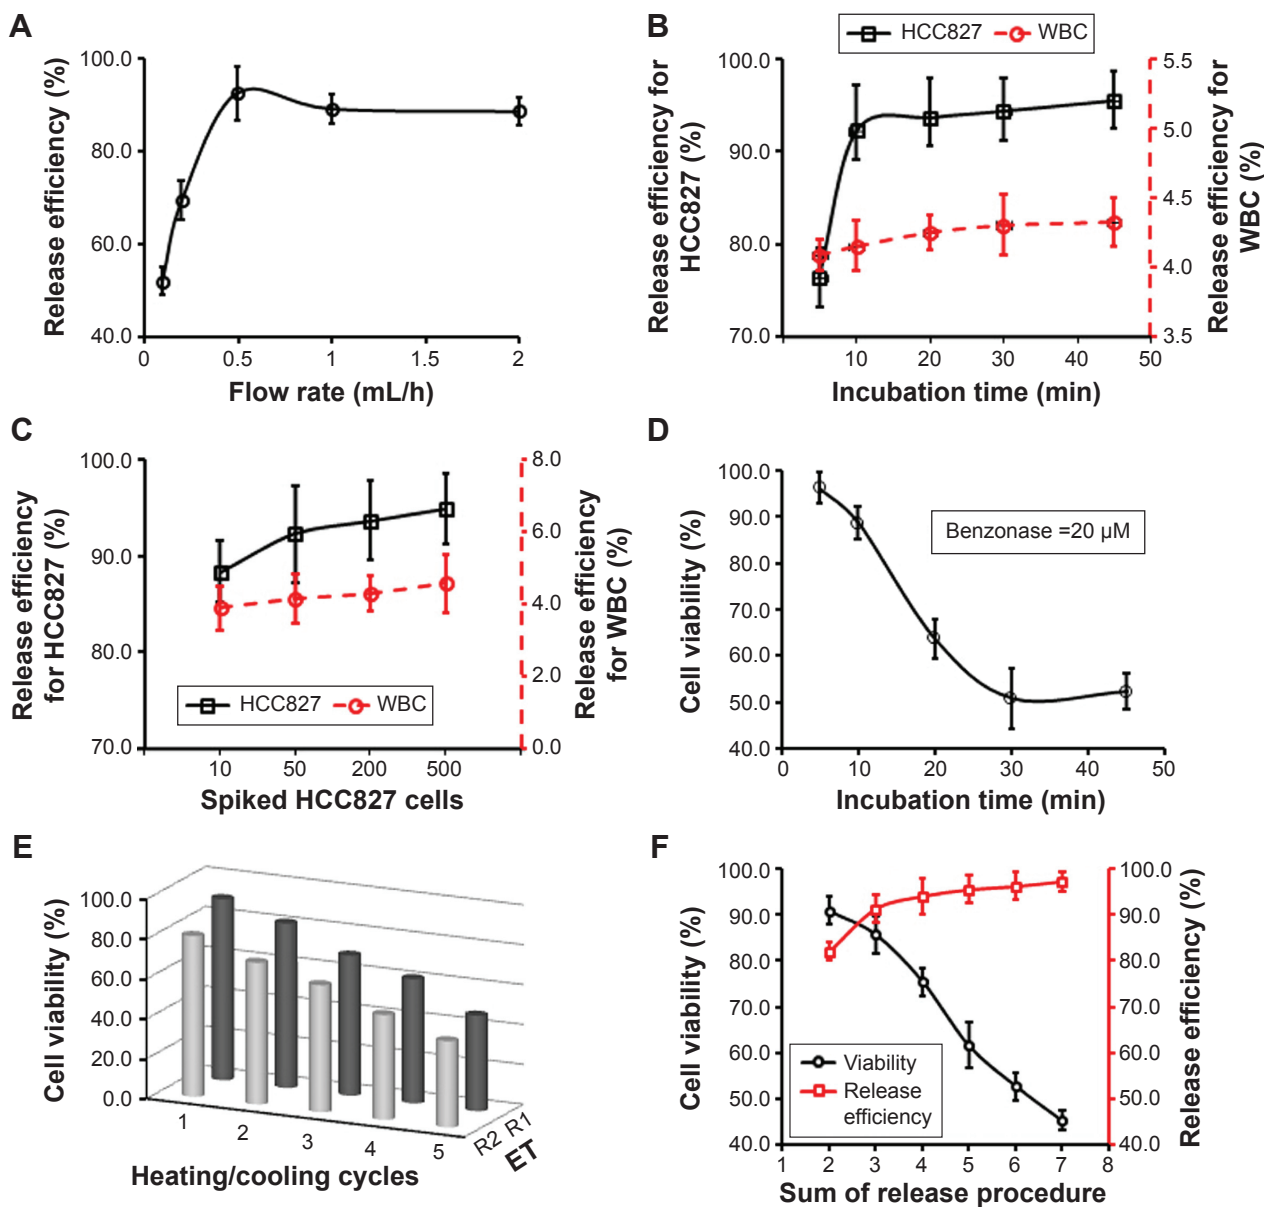 A
Release efficiency (%)
100.0
80.0
60.0
40.0
0
0.5
1
1.5
2
Flow rate (mL/h)
B
HCC827
WBC
Release efficiency for
HCC827 (%)
100.0
90.0
80.0
70.0
10
20
30
40
50
5.5
5.0
4.5
4.0
3.5
Release efficiency for
WBC (%)
Incubation time (min)
C
Release efficiency
for HCC827 (%)
100.0
90.0
80.0
70.0
HCC827
WBC
10
50
200
500
8.0
6.0
4.0
2.0
0.0
Release efficiency
for WBC (%)
Spiked HCC827 cells
D
Cell viability (%)
100.0
90.0
80.0
70.0
60.0
50.0
40.0
Benzonase =20 µM
0
10
20
30
40
50
Incubation time (min)
E
Cell viability (%)
100.0
80.0
60.0
40.0
20.0
0.0
1
2
3
4
5
R2 R1
ET
Heating/cooling cycles
F
Cell viability (%)
100.0
90.0
80.0
70.0
60.0
50.0
40.0
Viability
Release
efficiency
1
2
3
4
5
6
7
8
100.0
90.0
80.0
70.0
60.0
50.0
40.0
Release efficiency (%)
Sum of release procedure